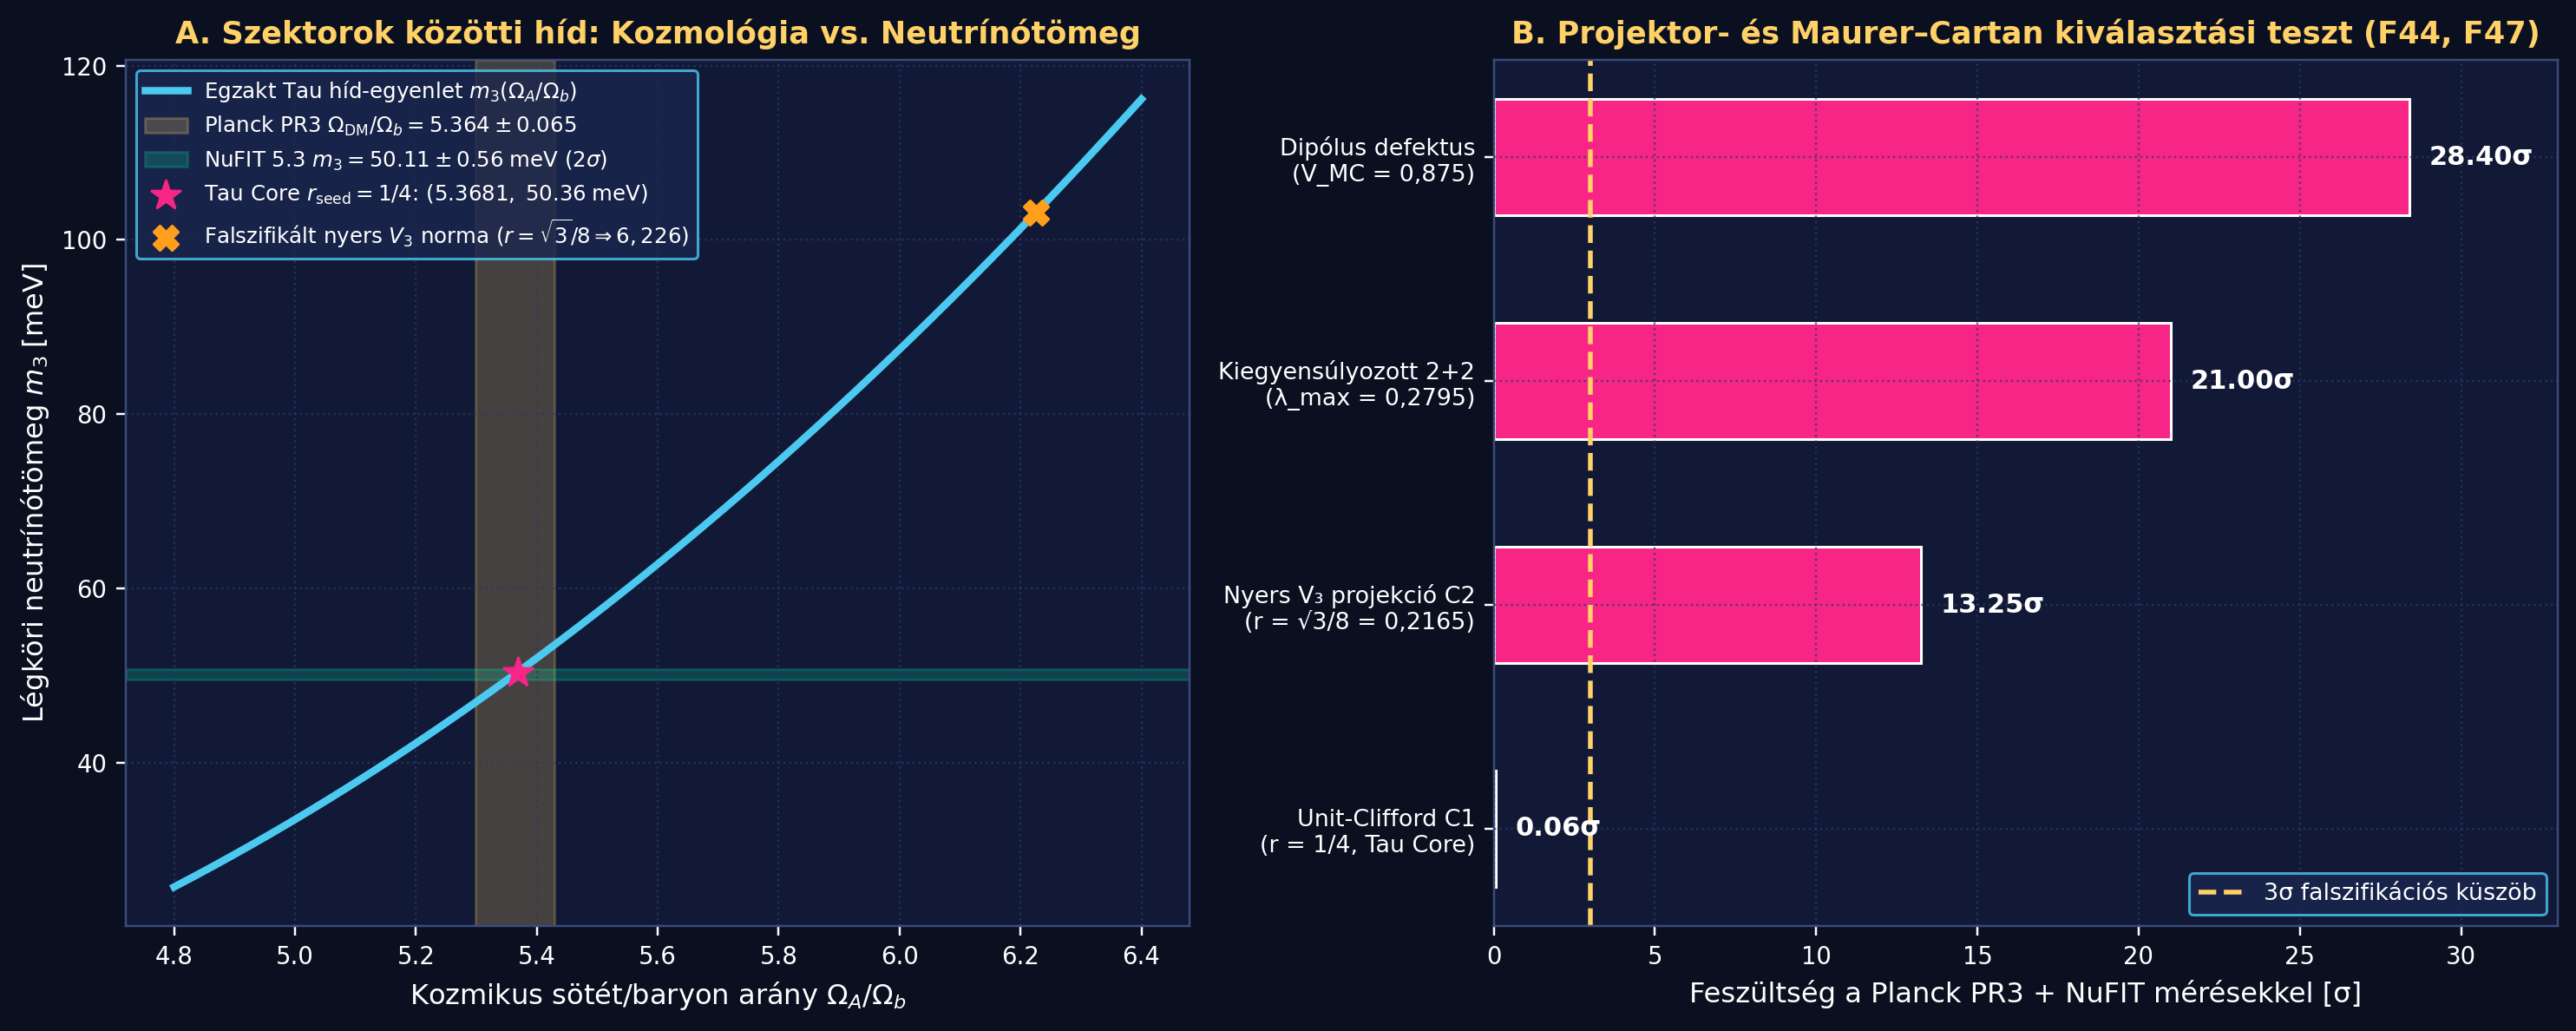 A. Szektorok közötti híd: Kozmológia vs. Neutrínótömeg
Légköri neutrínótömeg m₃ [meV]
120
100
80
60
40
Egzakt Tau híd-egyenlet m₃(Ω_A/Ω_b)
Planck PR3 Ω_DM/Ω_b = 5.364 ± 0.065
NuFIT 5.3 m₃ = 50.11 ± 0.56 meV (2σ)
Tau Core r_seed = 1/4: (5.3681, 50.36 meV)
Falszifikált nyers V₃ norma (r = √3/8 ⇒ 6,226)
4.8 5.0 5.2 5.4 5.6 5.8 6.0 6.2 6.4
Kozmikus sötét/baryon arány Ω_A/Ω_b
B. Projektor- és Maurer–Cartan kiválasztási teszt (F44, F47)
Dipólus defektus
(V_MC = 0,875)
28.40σ
Kiegyensúlyozott 2+2
(λ_max = 0,2795)
21.00σ
Nyers V₃ projekció C2
(r = √3/8 = 0,2165)
13.25σ
Unit-Clifford C1
(r = 1/4, Tau Core)
0.06σ
3σ falszifikációs küszöb
0 5 10 15 20 25 30
Feszültség a Planck PR3 + NuFIT mérésekkel [σ]